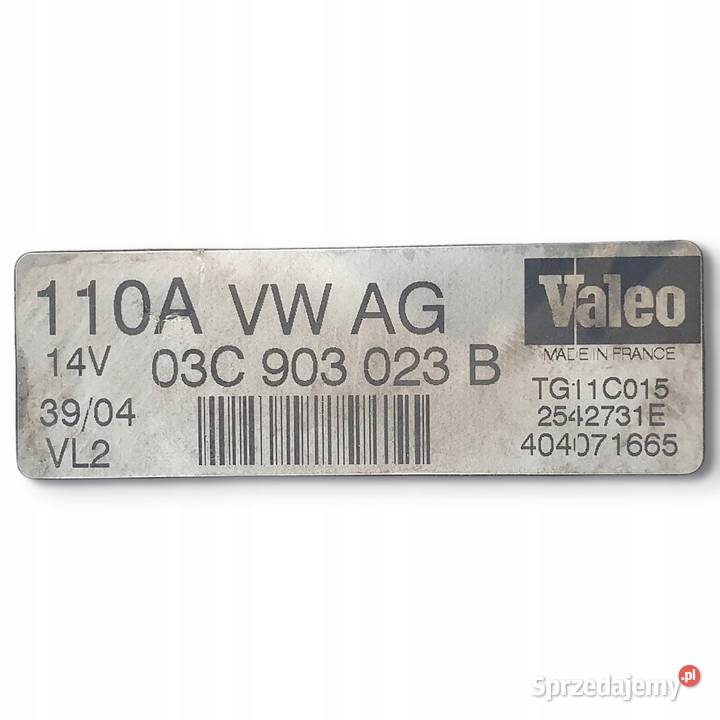 110A VW AG
14V 03C 903 023 B
39/04
VL2
Valeo
MADE IN FRANCE
TG11C015
2542731E
404071665
Sprzedajemy.pl